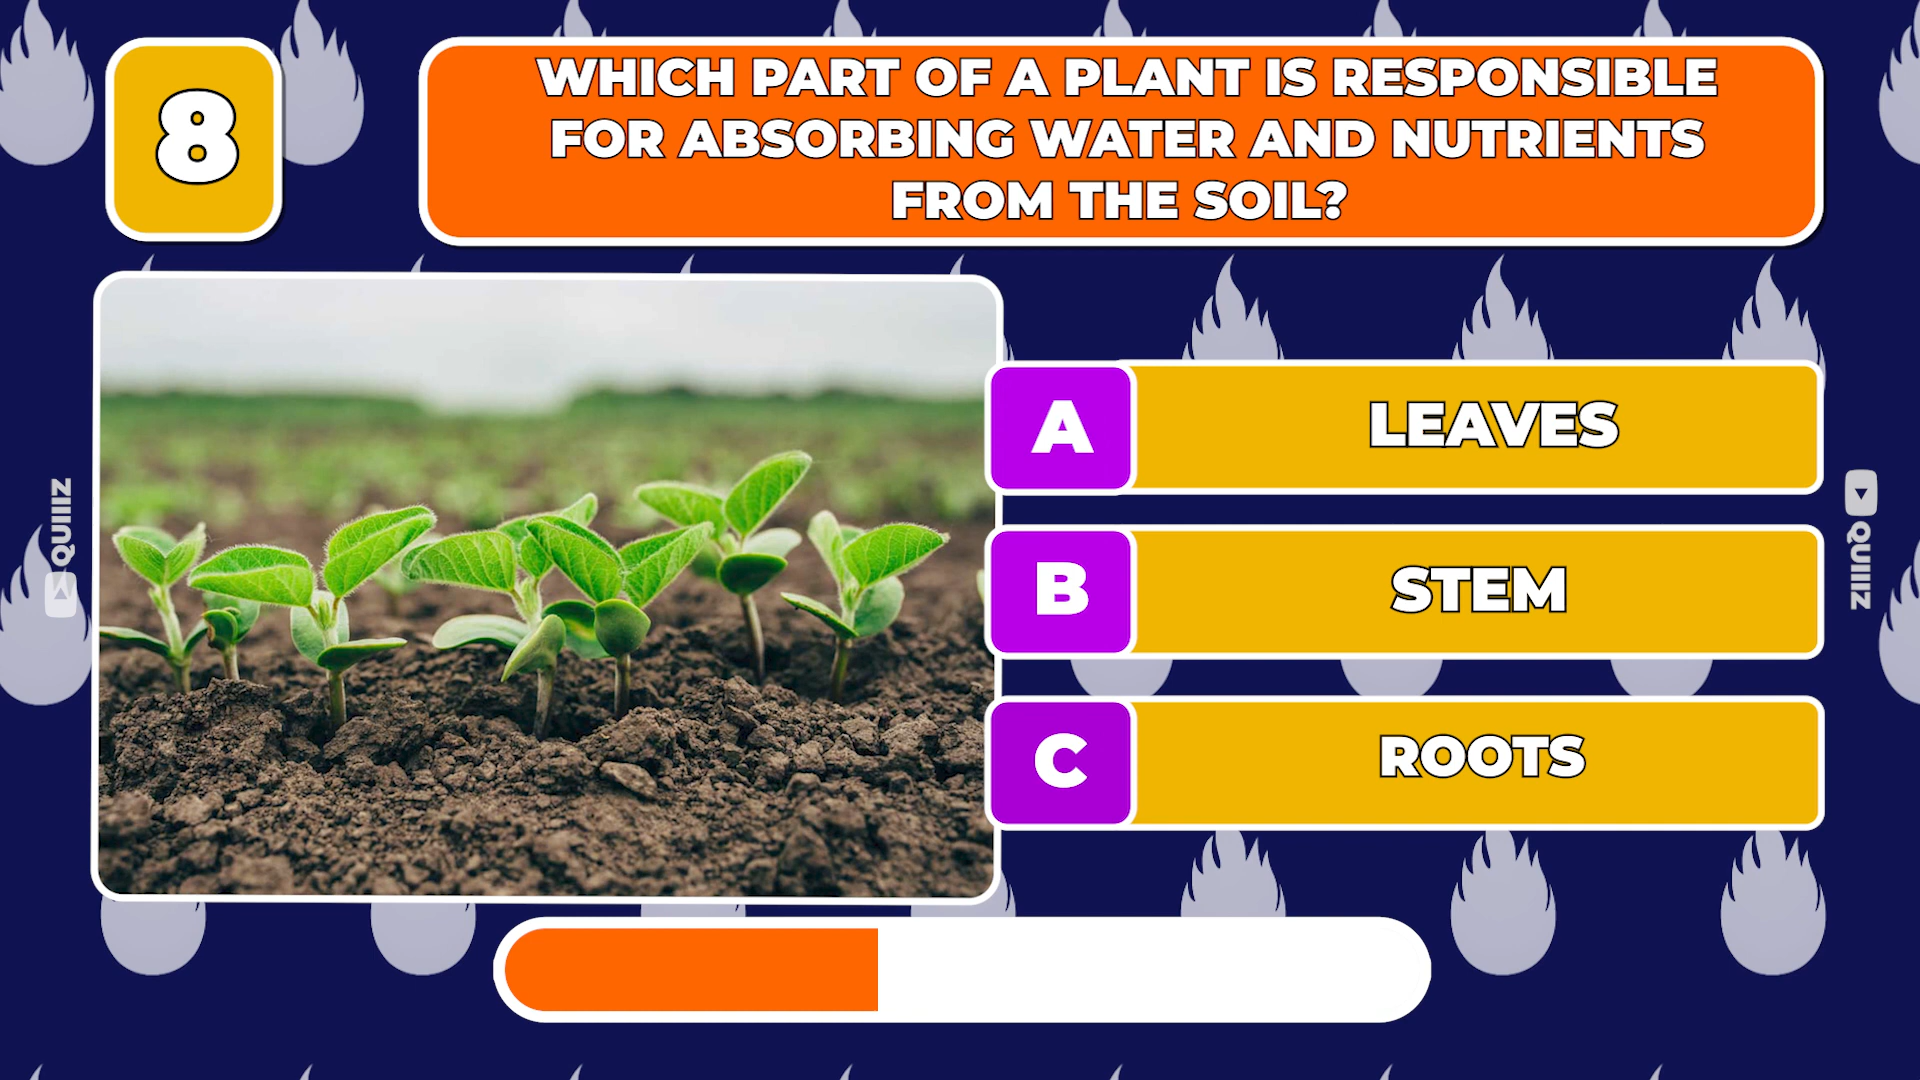 8
WHICH PART OF A PLANT IS RESPONSIBLE
FOR ABSORBING WATER AND NUTRIENTS
FROM THE SOIL?
A
LEAVES
B
STEM
C
ROOTS
QUIIIZ
QUIIIZ